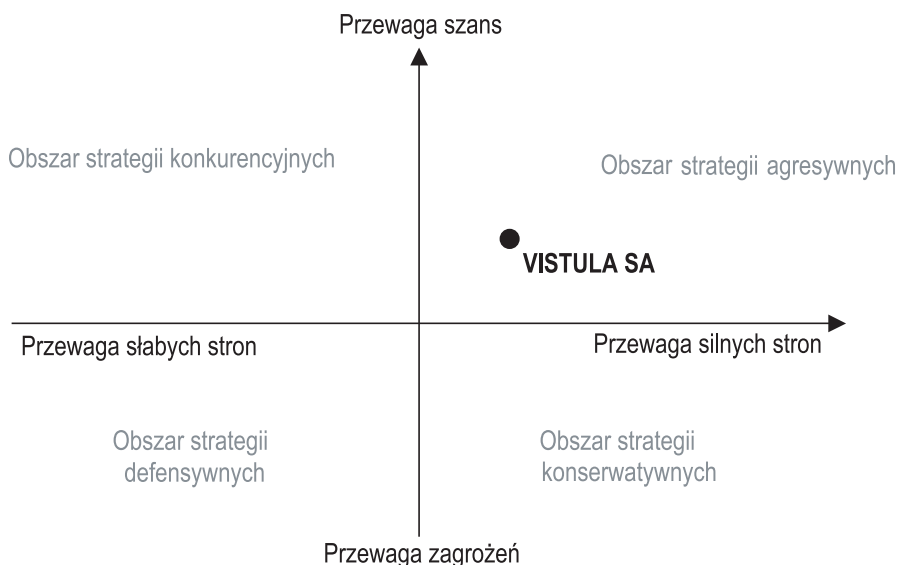 Przewaga szans
Obszar strategii konkurencyjnych
Obszar strategii agresywnych
VISTULA SA
Przewaga słabych stron
Przewaga silnych stron
Obszar strategii
defensywnych
Obszar strategii
konserwatywnych
Przewaga zagrożeń